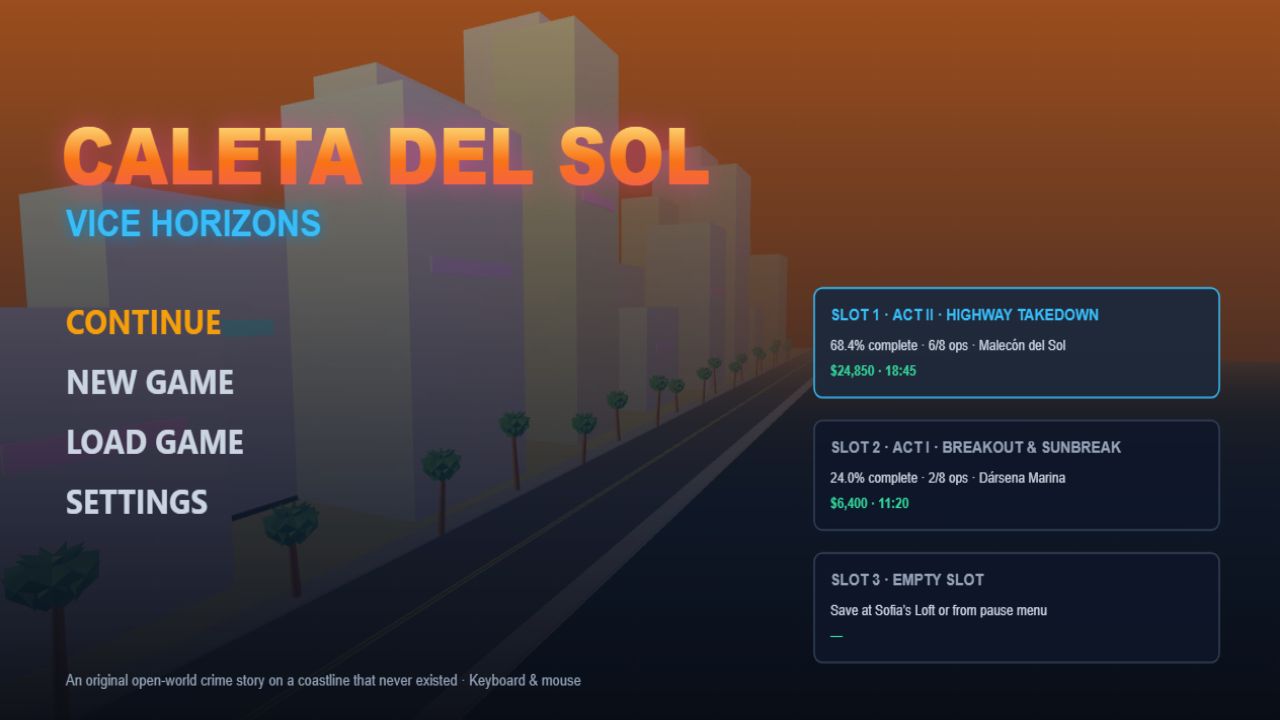 CALETA DEL SOL
VICE HORIZONS
CONTINUE
NEW GAME
LOAD GAME
SETTINGS
SLOT 1 · ACT II · HIGHWAY TAKEDOWN
68.4% complete · 6/8 ops · Malecón del Sol
$24,850 · 18:45
SLOT 2 · ACT I · BREAKOUT & SUNBREAK
24.0% complete · 2/8 ops · Dársena Marina
$6,400 · 11:20
SLOT 3 · EMPTY SLOT
Save at Sofia's Loft or from pause menu
—
An original open-world crime story on a coastline that never existed · Keyboard & mouse